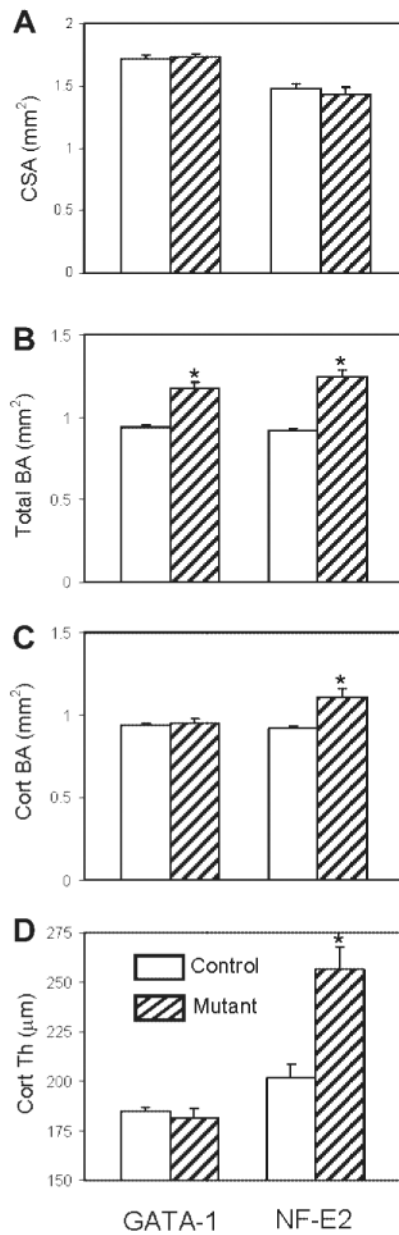 A
CSA (mm²)
2
1.5
1
0.5
0
B
Total BA (mm²)
1.5
1
0.5
0
*
*
C
Cort BA (mm²)
1.5
1
0.5
0
*
D
Cort Th (μm)
275
250
225
200
175
150
*
Control
Mutant
GATA-1 NF-E2